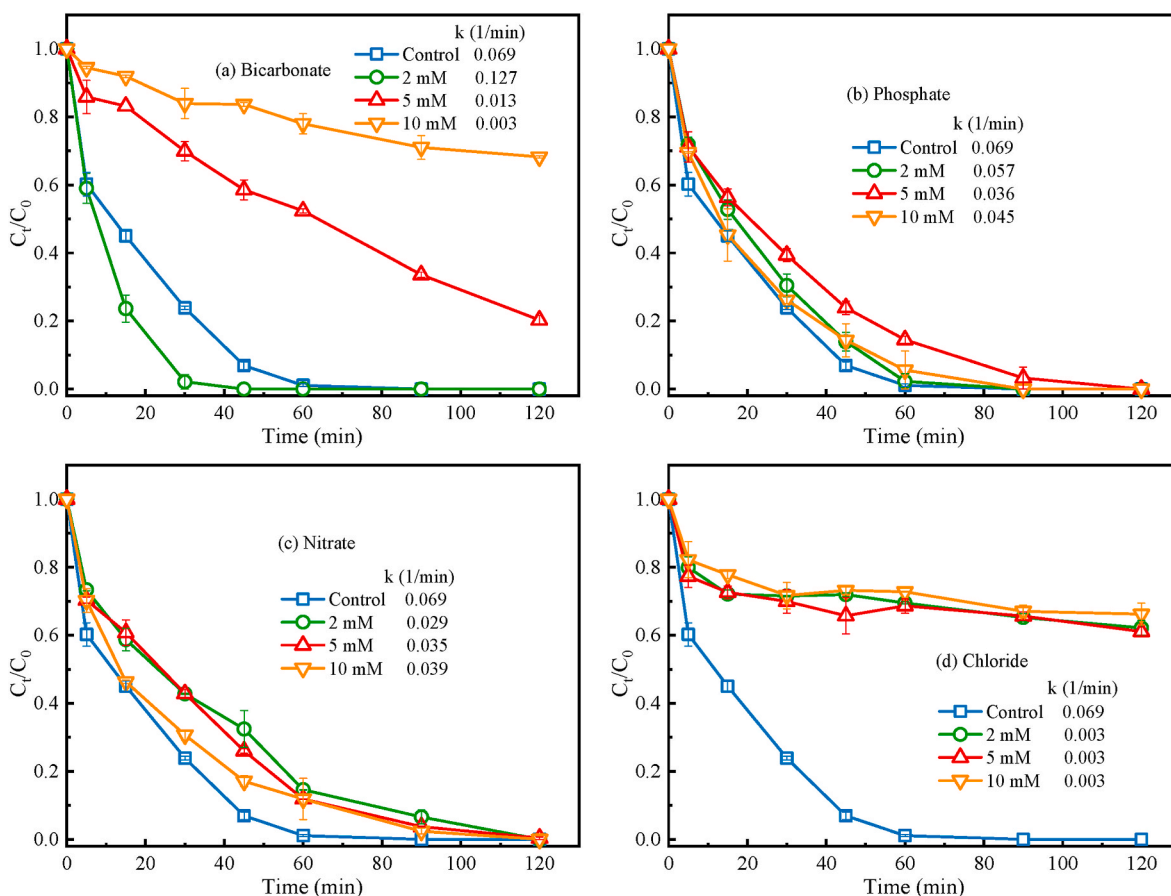 k (1/min)
Control 0.069
2 mM 0.127
5 mM 0.013
10 mM 0.003
(a) Bicarbonate
Ct/C0
1.0
0.8
0.6
0.4
0.2
0.0
0 20 40 60 80 100 120
Time (min)
(b) Phosphate
k (1/min)
Control 0.069
2 mM 0.057
5 mM 0.036
10 mM 0.045
Ct/C0
1.0
0.8
0.6
0.4
0.2
0.0
0 20 40 60 80 100 120
Time (min)
(c) Nitrate
k (1/min)
Control 0.069
2 mM 0.029
5 mM 0.035
10 mM 0.039
Ct/C0
1.0
0.8
0.6
0.4
0.2
0.0
0 20 40 60 80 100 120
Time (min)
(d) Chloride
k (1/min)
Control 0.069
2 mM 0.003
5 mM 0.003
10 mM 0.003
Ct/C0
1.0
0.8
0.6
0.4
0.2
0.0
0 20 40 60 80 100 120
Time (min)